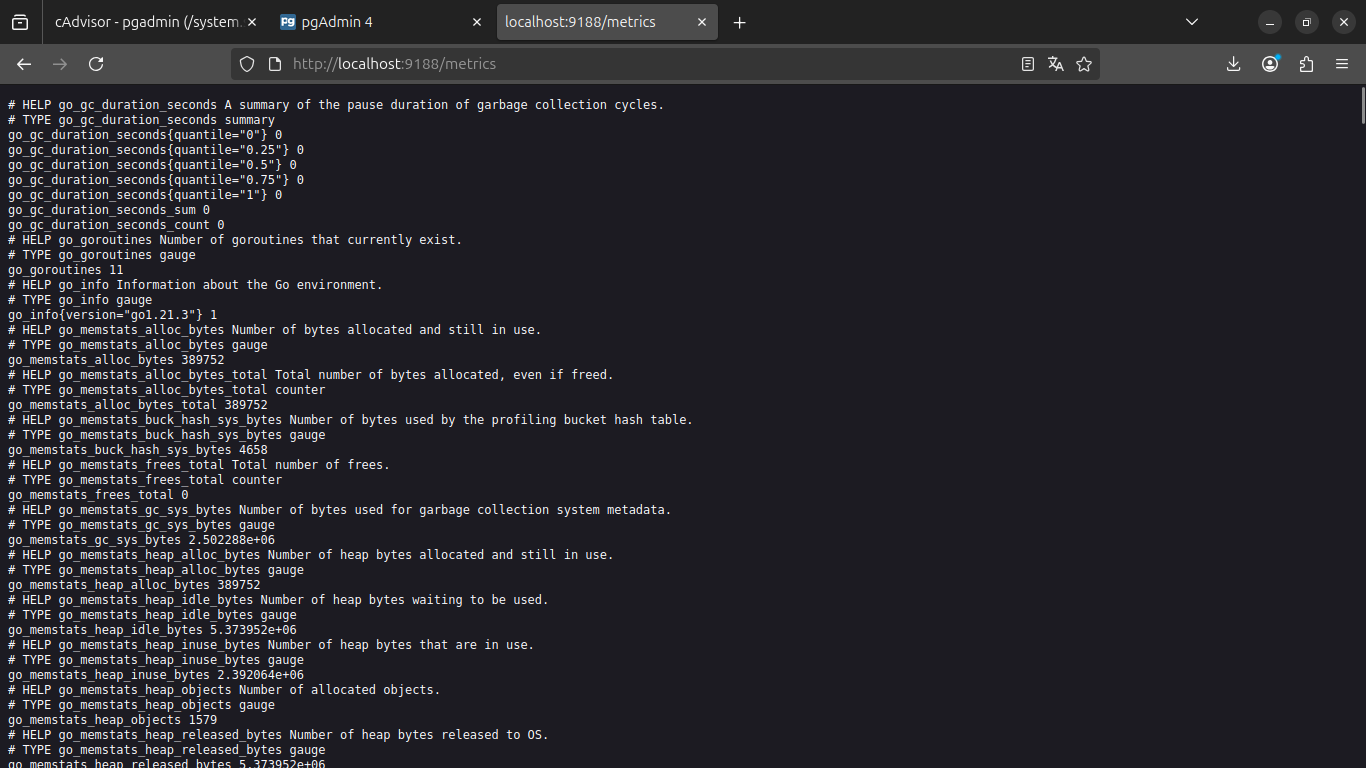 cAdvisor - pgadmin (/system.
pgAdmin 4
localhost:9188/metrics
http://localhost:9188/metrics
# HELP go_gc_duration_seconds A summary of the pause duration of garbage collection cycles.
# TYPE go_gc_duration_seconds summary
go_gc_duration_seconds{quantile="0"} 0
go_gc_duration_seconds{quantile="0.25"} 0
go_gc_duration_seconds{quantile="0.5"} 0
go_gc_duration_seconds{quantile="0.75"} 0
go_gc_duration_seconds{quantile="1"} 0
go_gc_duration_seconds_sum 0
go_gc_duration_seconds_count 0
# HELP go_goroutines Number of goroutines that currently exist.
# TYPE go_goroutines gauge
go_goroutines 11
# HELP go_info Information about the Go environment.
# TYPE go_info gauge
go_info{version="go1.21.3"} 1
# HELP go_memstats_alloc_bytes Number of bytes allocated and still in use.
# TYPE go_memstats_alloc_bytes gauge
go_memstats_alloc_bytes 389752
# HELP go_memstats_alloc_bytes_total Total number of bytes allocated, even if freed.
# TYPE go_memstats_alloc_bytes_total counter
go_memstats_alloc_bytes_total 389752
# HELP go_memstats_buck_hash_sys_bytes Number of bytes used by the profiling bucket hash table.
# TYPE go_memstats_buck_hash_sys_bytes gauge
go_memstats_buck_hash_sys_bytes 4658
# HELP go_memstats_frees_total Total number of frees.
# TYPE go_memstats_frees_total counter
go_memstats_frees_total 0
# HELP go_memstats_gc_sys_bytes Number of bytes used for garbage collection system metadata.
# TYPE go_memstats_gc_sys_bytes gauge
go_memstats_gc_sys_bytes 2.502288e+06
# HELP go_memstats_heap_alloc_bytes Number of heap bytes allocated and still in use.
# TYPE go_memstats_heap_alloc_bytes gauge
go_memstats_heap_alloc_bytes 389752
# HELP go_memstats_heap_idle_bytes Number of heap bytes waiting to be used.
# TYPE go_memstats_heap_idle_bytes gauge
go_memstats_heap_idle_bytes 5.373952e+06
# HELP go_memstats_heap_inuse_bytes Number of heap bytes that are in use.
# TYPE go_memstats_heap_inuse_bytes gauge
go_memstats_heap_inuse_bytes 2.392064e+06
# HELP go_memstats_heap_objects Number of allocated objects.
# TYPE go_memstats_heap_objects gauge
go_memstats_heap_objects 1579
# HELP go_memstats_heap_released_bytes Number of heap bytes released to OS.
# TYPE go_memstats_heap_released_bytes gauge
go_memstats_heap_released_bytes 5.373952e+06